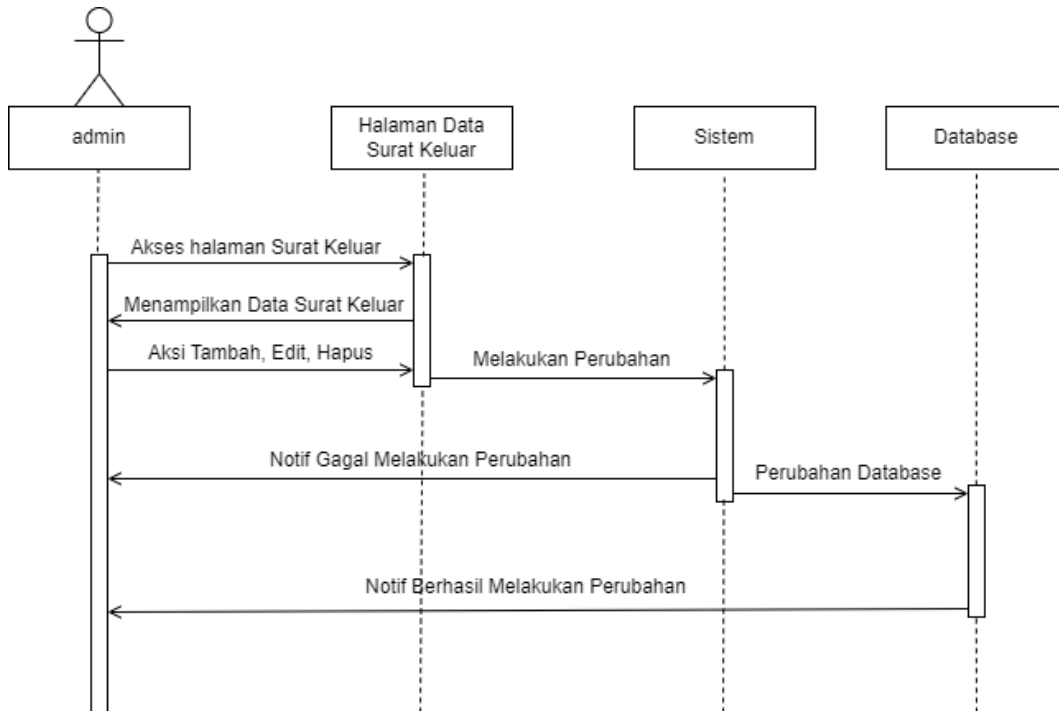 admin
Halaman Data
Surat Keluar
Sistem
Database
Akses halaman Surat Keluar
Menampilkan Data Surat Keluar
Aksi Tambah, Edit, Hapus
Melakukan Perubahan
Notif Gagal Melakukan Perubahan
Perubahan Database
Notif Berhasil Melakukan Perubahan